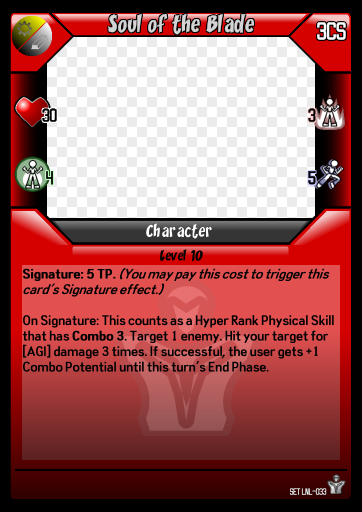 Soul of the Blade
3CS
30
3
4
5
Character
Level 10
Signature: 5 TP. (You may pay this cost to trigger this
card's Signature effect.)
On Signature: This counts as a Hyper Rank Physical Skill
that has Combo 3. Target 1 enemy. Hit your target for
[AGI] damage 3 times. If successful, the user gets +1
Combo Potential until this turn's End Phase.
SET LNL-033